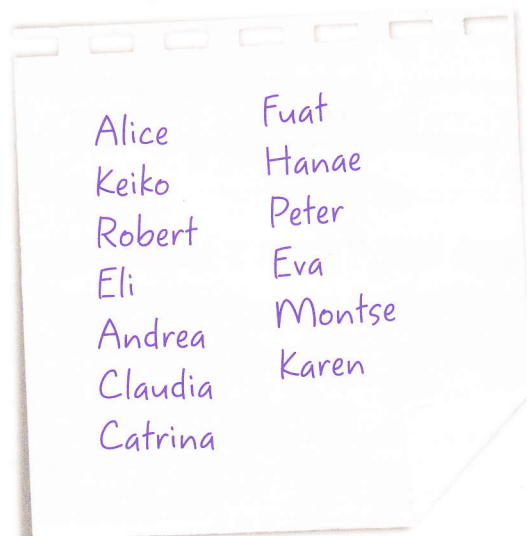 Alice
Keiko
Robert
Eli
Andrea
Claudia
Catrina
Fuat
Hanae
Peter
Eva
Montse
Karen